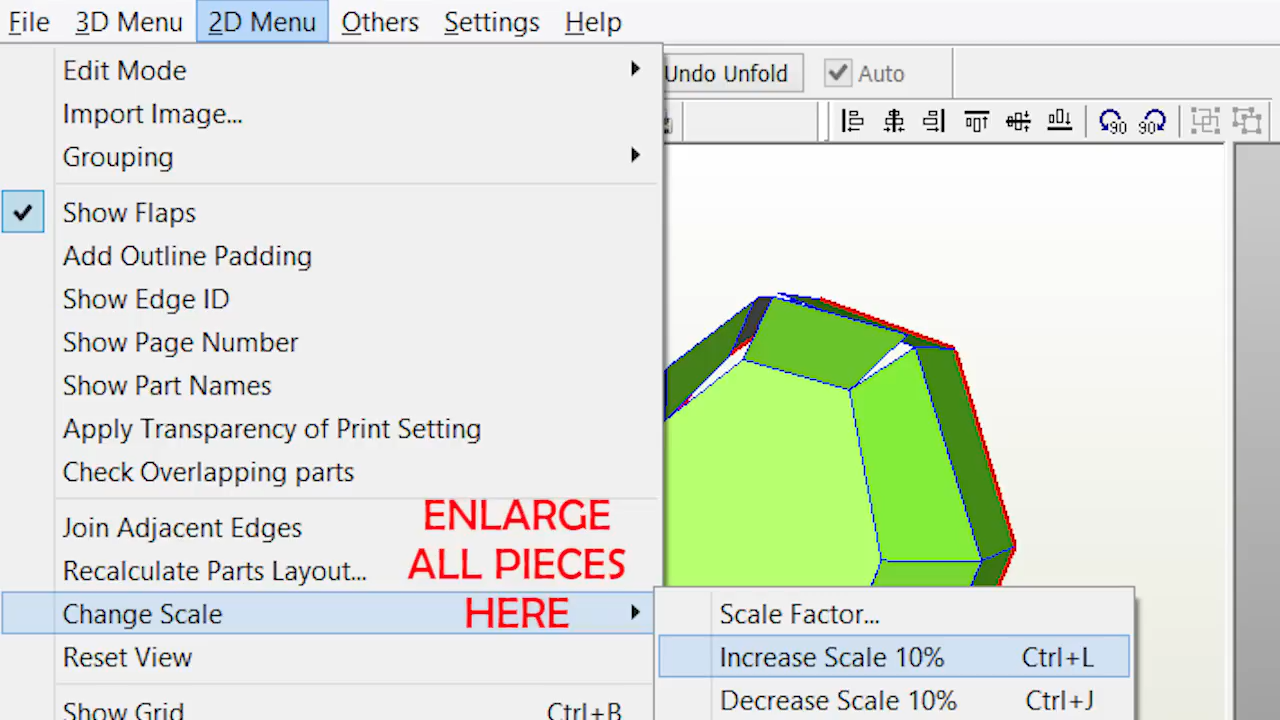 File 3D Menu 2D Menu Others Settings Help
Edit Mode
Undo Unfold Auto
Import Image...
90 90
Grouping
Show Flaps
Add Outline Padding
Show Edge ID
Show Page Number
Show Part Names
Apply Transparency of Print Setting
Check Overlapping parts
Join Adjacent Edges
Recalculate Parts Layout...
ENLARGE
ALL PIECES
HERE
Change Scale
Scale Factor...
Reset View
Increase Scale 10% Ctrl+L
Decrease Scale 10% Ctrl+J
Show Grid Ctrl+B